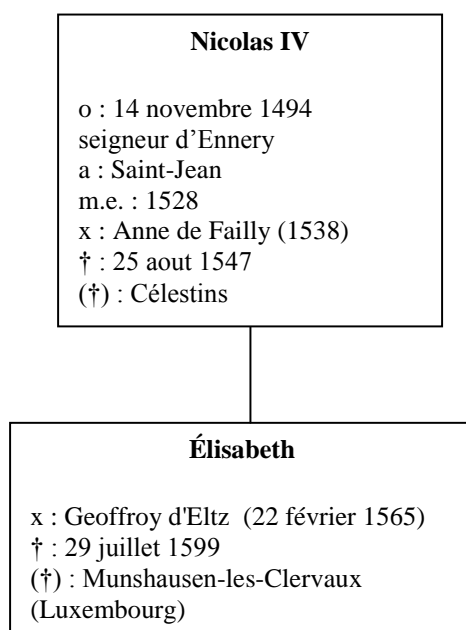 Nicolas IV
o : 14 novembre 1494
seigneur d’Ennery
a : Saint-Jean
m.e. : 1528
x : Anne de Failly (1538)
† : 25 aout 1547
(†) : Célestins
Élisabeth
x : Geoffroy d'Eltz (22 février 1565)
† : 29 juillet 1599
(†) : Munshausen-les-Clervaux
(Luxembourg)